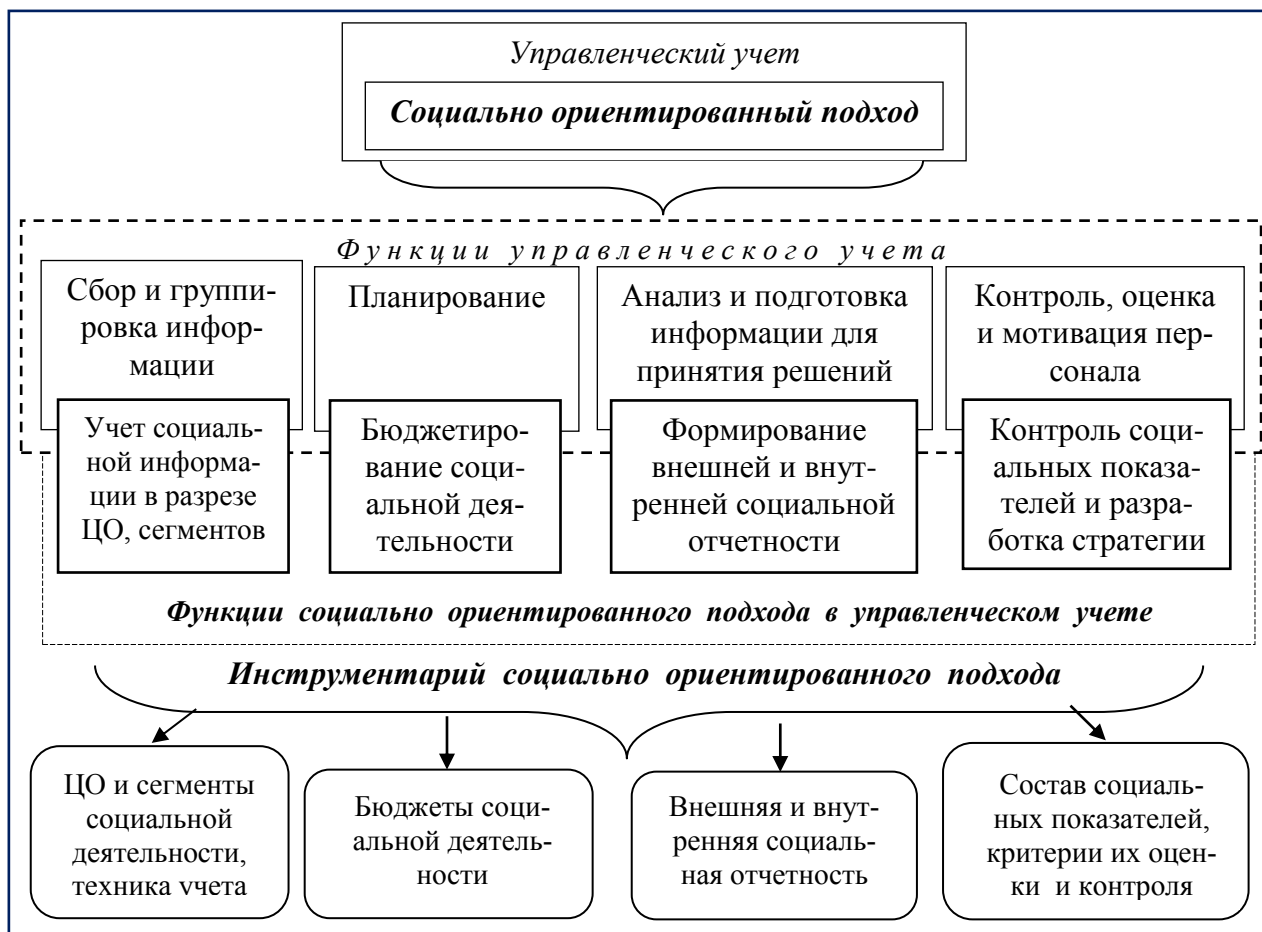 Управленческий учет
Социально ориентированный подход
Функции управленческого учета
Сбор и группи-
ровка инфор-
мации
Планирование
Анализ и подготовка
информации для
принятия решений
Контроль, оценка
и мотивация пер-
сонала
Учет социаль-
ной информа-
ции в разрезе
ЦО, сегментов
Бюджетиро-
вание соци-
альной дея-
тельности
Формирование
внешней и внут-
ренней социальной
отчетности
Контроль соци-
альных показа-
телей и разра-
ботка стратегии
Функции социально ориентированного подхода в управленческом учете
Инструментарий социально ориентированного подхода
ЦО и сегменты
социальной
деятельности,
техника учета
Бюджеты соци-
альной деятель-
ности
Внешняя и внут-
ренняя социаль-
ная отчетность
Состав социаль-
ных показателей,
критерии их оцен-
ки и контроля